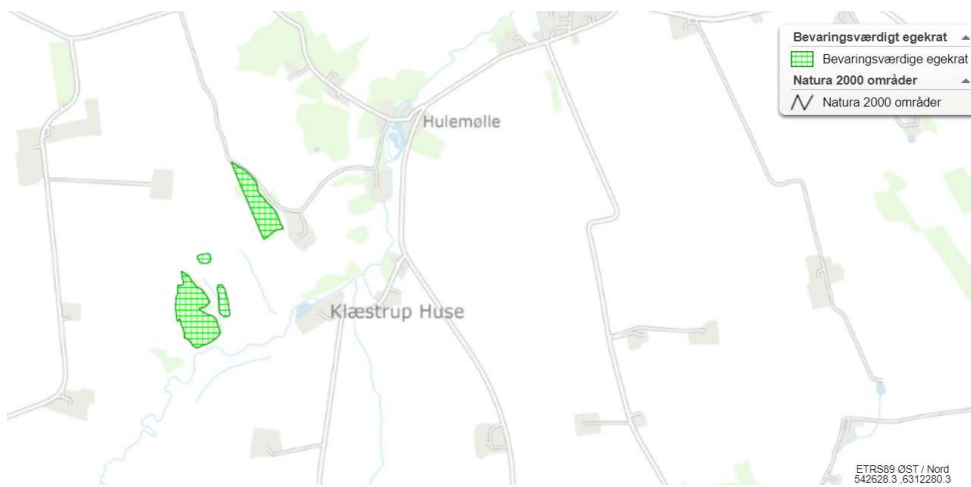 Bevaringsværdigt egekrat
Bevaringsværdige egekrat
Natura 2000 områder
Natura 2000 områder
Hulemølle
Klæstrup Huse
ETRS89 ØST / Nord
542628.3 ,6312280.3